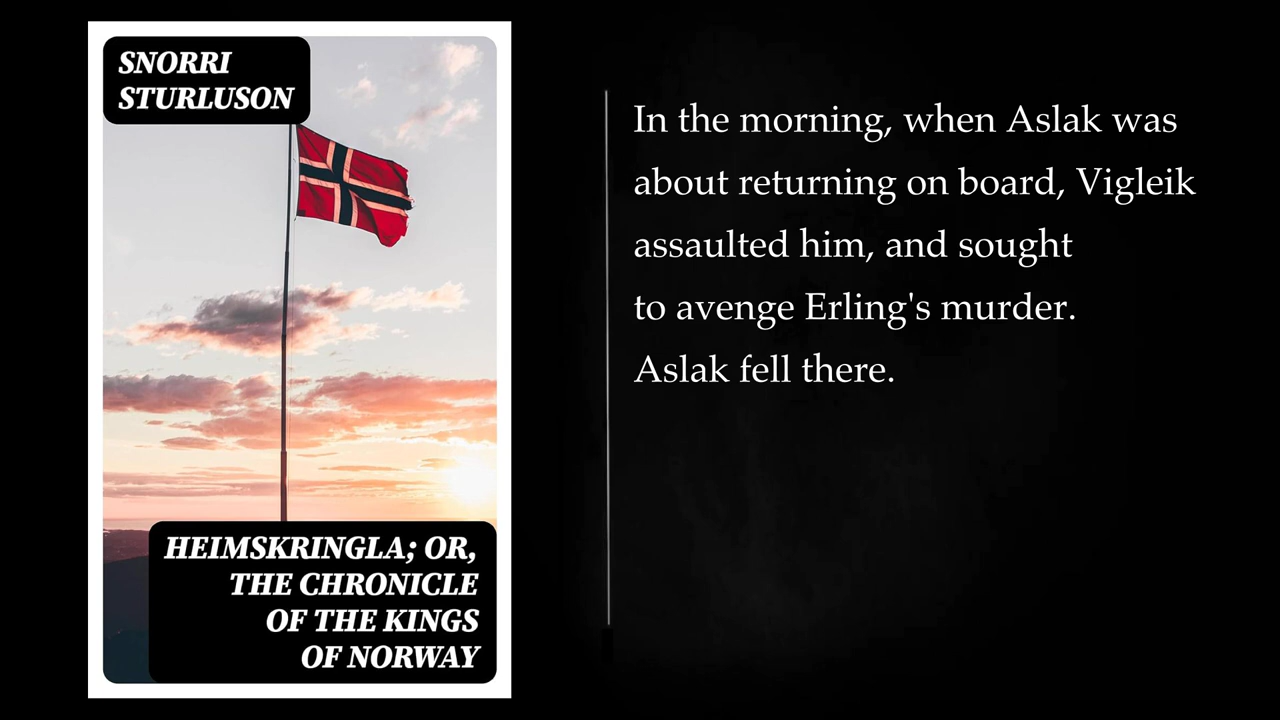 SNORRI
STURLUSON
HEIMSKRINGLA; OR,
THE CHRONICLE
OF THE KINGS
OF NORWAY
In the morning, when Aslak was
about returning on board, Vigleik
assaulted him, and sought
to avenge Erling's murder.
Aslak fell there.